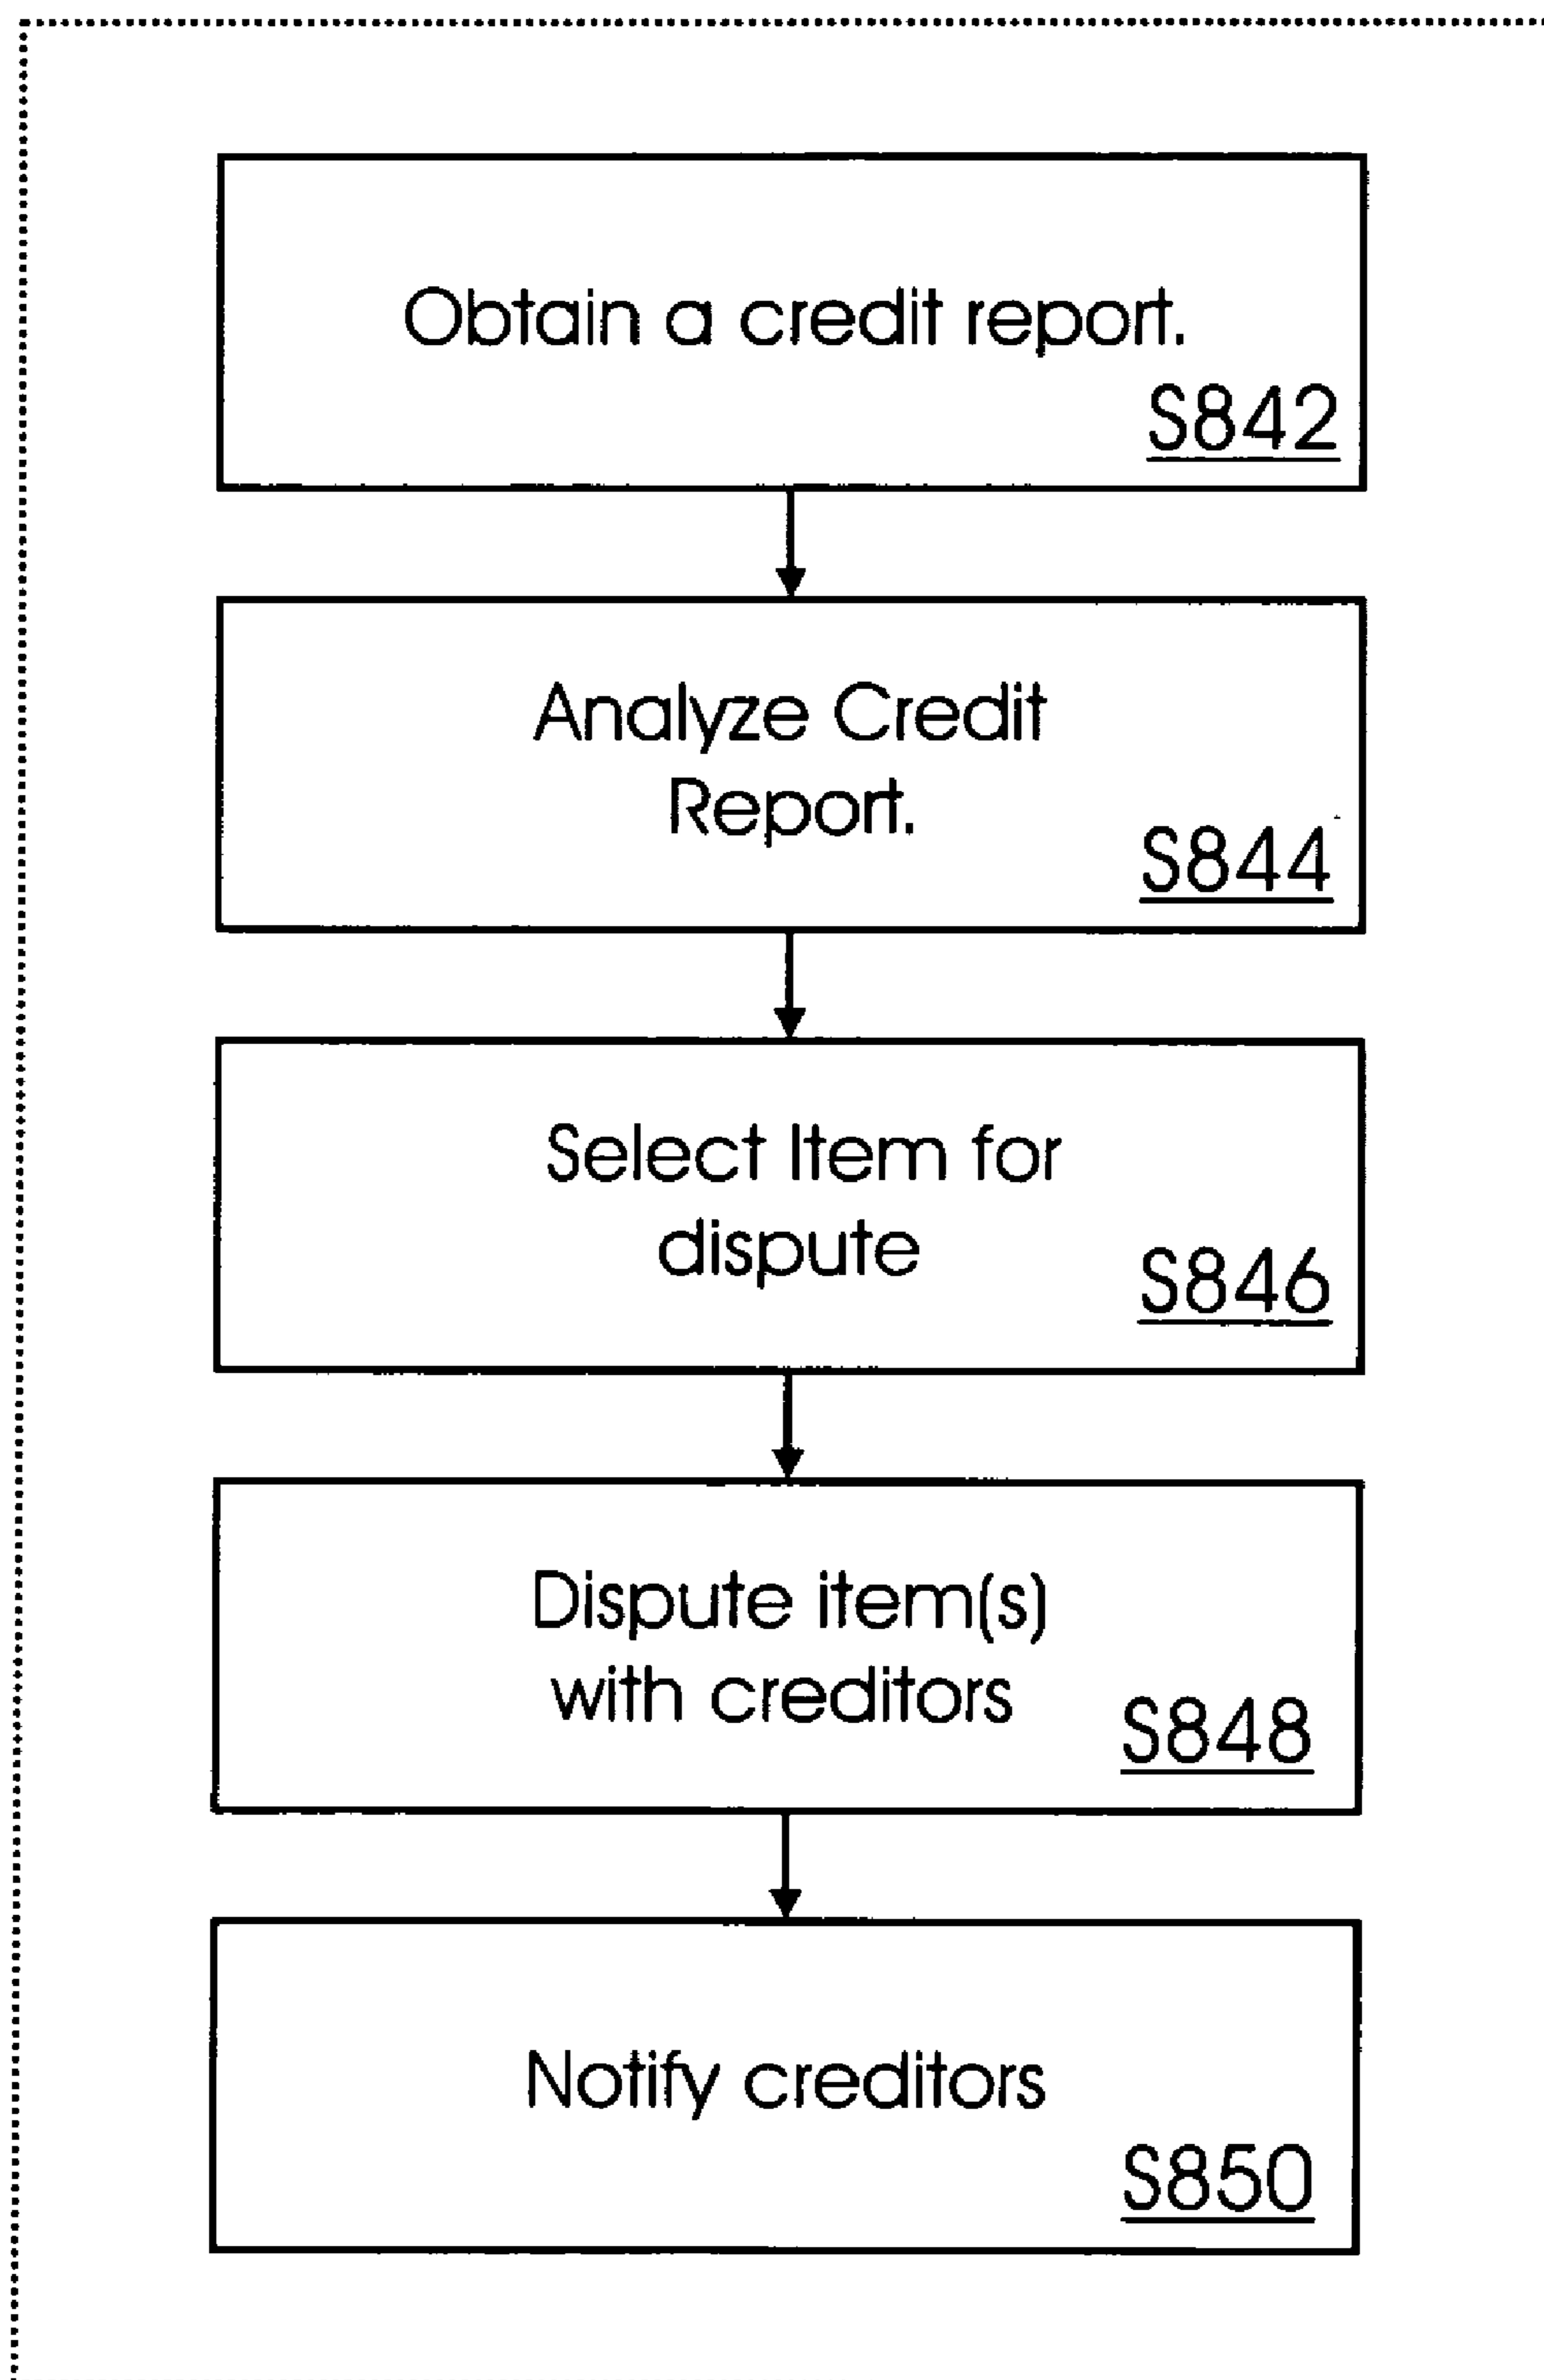 Obtain a credit report.
S842
Analyze Credit
Report.
S844
Select Item for
dispute
S846
Dispute item(s)
with creditors
S848
Notify creditors
S850